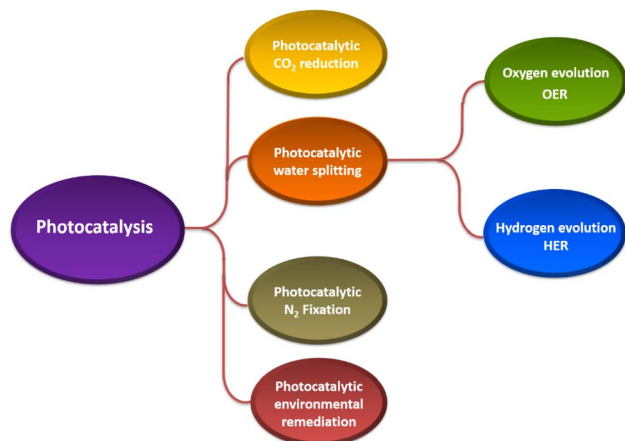 Photocatalysis
Photocatalytic
CO₂ reduction
Photocatalytic
water splitting
Photocatalytic
N₂ Fixation
Photocatalytic
environmental
remediation
Oxygen evolution
OER
Hydrogen evolution
HER